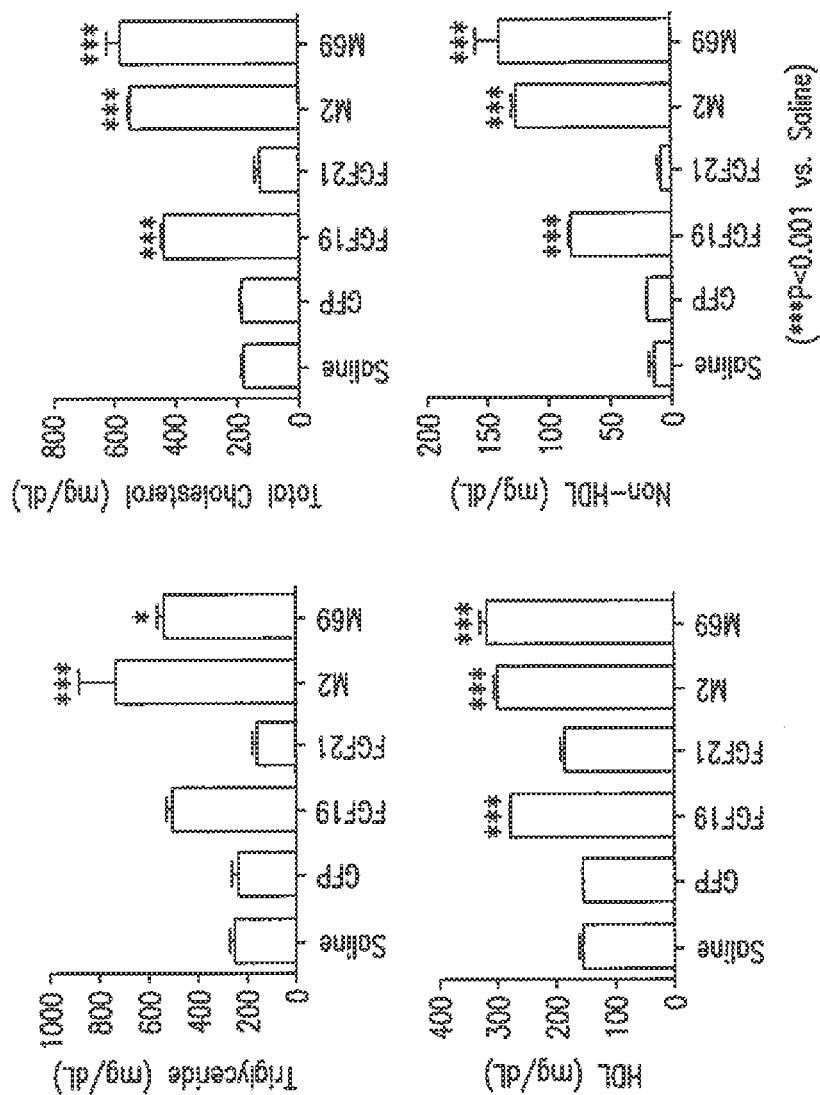 Triglyceride (mg/dL)
1000
800
600
400
200
0
***
*
Saline
GFP
FGF19
FGF21
M2
M69
Total Cholesterol (mg/dL)
800
600
400
200
0
***
***
***
Saline
GFP
FGF19
FGF21
M2
M69
HDL (mg/dL)
400
300
200
100
0
***
***
***
Saline
GFP
FGF19
FGF21
M2
M69
Non-HDL (mg/dL)
200
150
100
50
0
***
***
***
Saline
GFP
FGF19
FGF21
M2
M69
(***P<0.001 vs. Saline)